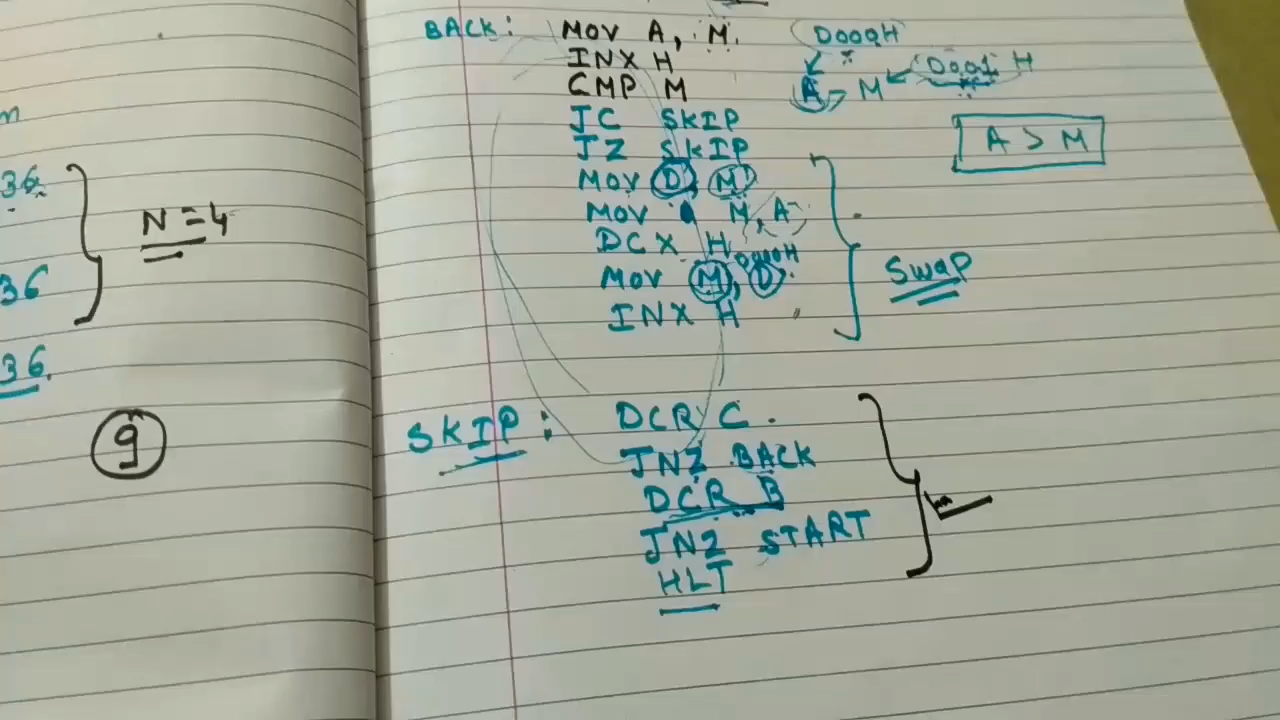 BACK: MOV A, M. D000H
INX H
CMP M A M D001 H
JC SKIP
JZ SKIP A > M
MOV D, M
MOV M, A
DCX H
MOV M, D
INX H
Swap
SKIP: DCR C.
JNZ BACK
DCR B
JNZ START
HLT
36
N = 4
36
36.
9